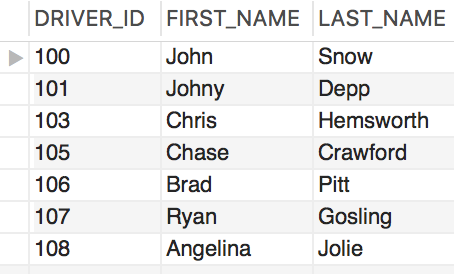 DRIVER_ID FIRST_NAME LAST_NAME
100 John Snow
101 Johny Depp
103 Chris Hemsworth
105 Chase Crawford
106 Brad Pitt
107 Ryan Gosling
108 Angelina Jolie